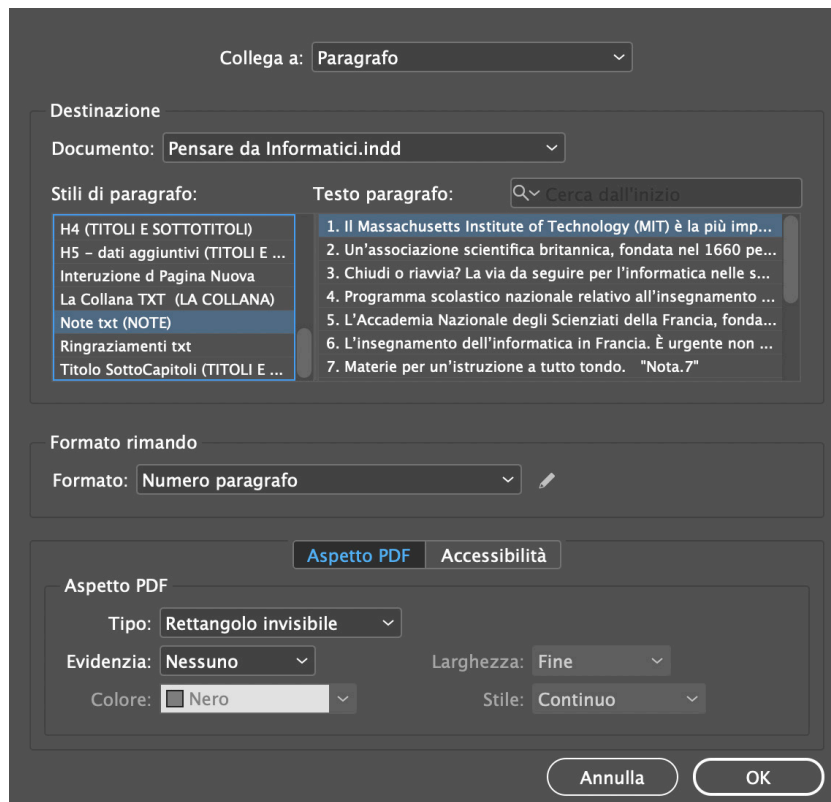 Collega a: Paragrafo
Destinazione
Documento: Pensare da Informatici.indd
Stili di paragrafo:
Testo paragrafo:
Cerca dall'inizio
H4 (TITOLI E SOTTOTITOLI)
H5 – dati aggiuntivi (TITOLI E ...
Interuzione d Pagina Nuova
La Collana TXT (LA COLLANA)
Note txt (NOTE)
Ringraziamenti txt
Titolo SottoCapitoli (TITOLI E ...
1. Il Massachusetts Institute of Technology (MIT) è la più imp...
2. Un'associazione scientifica britannica, fondata nel 1660 pe...
3. Chiudi o riavvia? La via da seguire per l'informatica nelle s...
4. Programma scolastico nazionale relativo all'insegnamento ...
5. L'Accademia Nazionale degli Scienziati della Francia, fonda...
6. L'insegnamento dell'informatica in Francia. È urgente non ...
7. Materie per un'istruzione a tutto tondo. "Nota.7"
Formato rimando
Formato: Numero paragrafo
Aspetto PDF
Accessibilità
Aspetto PDF
Tipo: Rettangolo invisibile
Evidenzia: Nessuno
Larghezza: Fine
Colore: Nero
Stile: Continuo
Annulla
OK